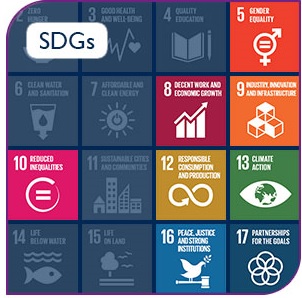 SDGs
2 ZERO
HUNGER
3 GOOD HEALTH
AND WELL-BEING
4 QUALITY
EDUCATION
5 GENDER
EQUALITY
6 CLEAN WATER
AND SANITATION
7 AFFORDABLE AND
CLEAN ENERGY
8 DECENT WORK AND
ECONOMIC GROWTH
9 INDUSTRY, INNOVATION
AND INFRASTRUCTURE
10 REDUCED
INEQUALITIES
11 SUSTAINABLE CITIES
AND COMMUNITIES
12 RESPONSIBLE
CONSUMPTION
AND PRODUCTION
13 CLIMATE
ACTION
14 LIFE
BELOW WATER
15 LIFE
ON LAND
16 PEACE, JUSTICE
AND STRONG
INSTITUTIONS
17 PARTNERSHIPS
FOR THE GOALS